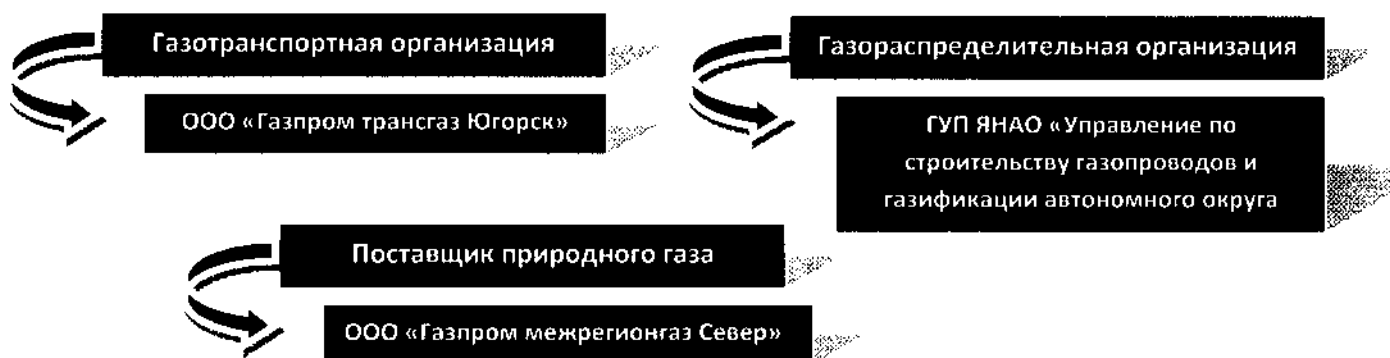 Газотранспортная организация
ООО «Газпром трансгаз Югорск»
Газораспределительная организация
ГУП ЯНАО «Управление по
строительству газопроводов и
газификации автономного округа
Поставщик природного газа
ООО «Газпром межрегионгаз Север»